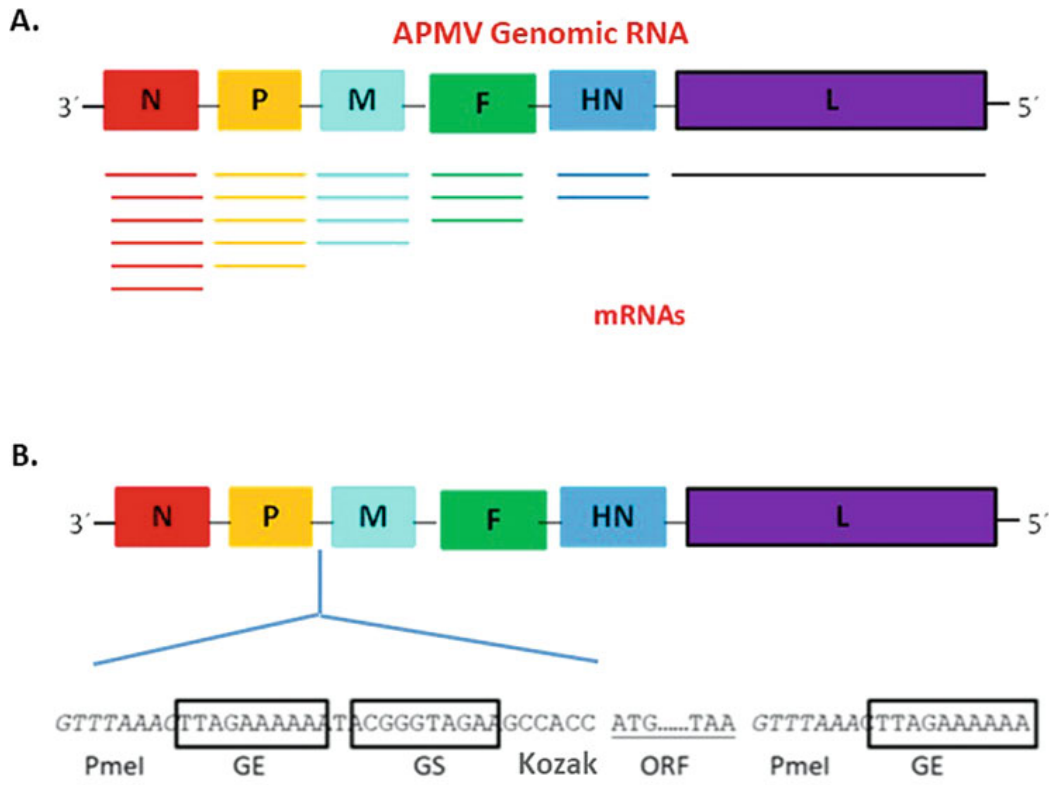 A.
APMV Genomic RNA
3´ N P M F HN L 5´
mRNAs
B.
3´ N P M F HN L 5´
GTTTAAACTTAGAAAAAATACGGGTAGAAGCCACC ATG......TAA GTTTAAACTTAGAAAAAA
PmeI GE GS Kozak ORF PmeI GE